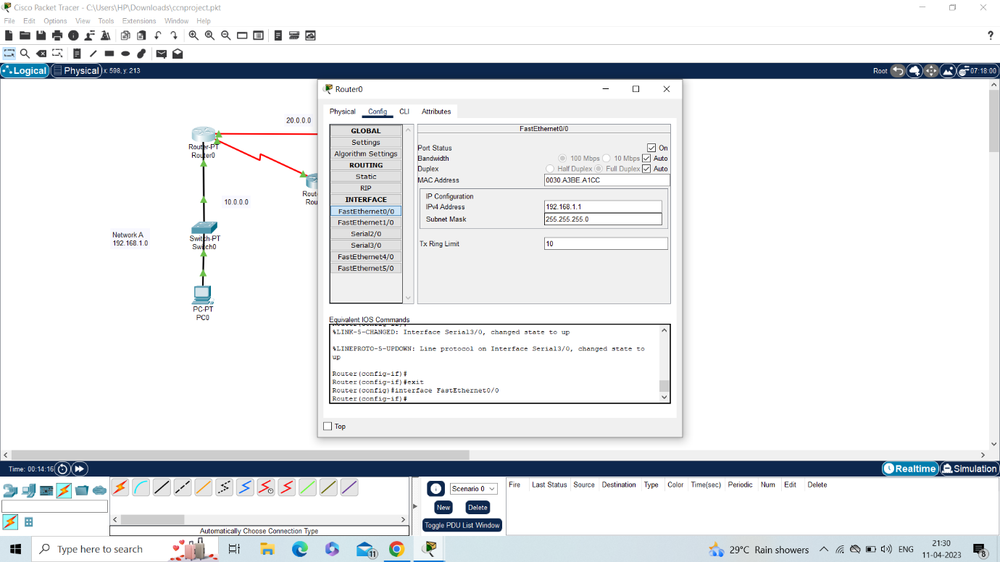 Cisco Packet Tracer - C:\Users\HP\Downloads\ccnproject.pkt
File Edit Options View Tools Extensions Window Help
?
Logical Physical x: 598, y: 213 Root 07:18:00
20.0.0.0
Router-PT
Router0
10.0.0.0
Network A
192.168.1.0
Switch-PT
Switch0
PC-PT
PC0
Route
Rou
Router0
Physical Config CLI Attributes
GLOBAL
Settings
Algorithm Settings
ROUTING
Static
RIP
INTERFACE
FastEthernet0/0
FastEthernet1/0
Serial2/0
Serial3/0
FastEthernet4/0
FastEthernet5/0
FastEthernet0/0
Port Status On
Bandwidth 100 Mbps 10 Mbps Auto
Duplex Half Duplex Full Duplex Auto
MAC Address 0030.A3BE.A1CC
IP Configuration
IPv4 Address 192.168.1.1
Subnet Mask 255.255.255.0
Tx Ring Limit 10
Equivalent IOS Commands
%LINK-5-CHANGED: Interface Serial3/0, changed state to up
%LINEPROTO-5-UPDOWN: Line protocol on Interface Serial3/0, changed state to
up
Router(config-if)#
Router(config-if)#exit
Router(config)#interface FastEthernet0/0
Router(config-if)#
Top
Time: 00:14:16 Realtime Simulation
Scenario 0
New Delete
Toggle PDU List Window
Fire Last Status Source Destination Type Color Time(sec) Periodic Num Edit Delete
Automatically Choose Connection Type
Type here to search
11
29°C Rain showers ENG
21:30
11-04-2023
8